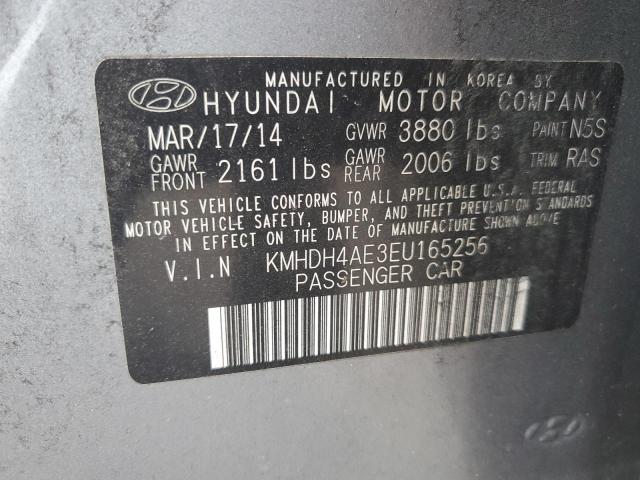 MANUFACTURED IN KOREA BY
HYUNDAI MOTOR COMPANY
MAR/17/14 GVWR 3880 lbs PAINT N5S
GAWR FRONT 2161 lbs GAWR REAR 2006 lbs TRIM RAS
THIS VEHICLE CONFORMS TO ALL APPLICABLE U.S.A. FEDERAL
MOTOR VEHICLE SAFETY, BUMPER, AND THEFT PREVENTION STANDARDS
IN EFFECT ON THE DATE OF MANUFACTURE SHOWN ABOVE.
V.I.N KMHDH4AE3EU165256
PASSENGER CAR